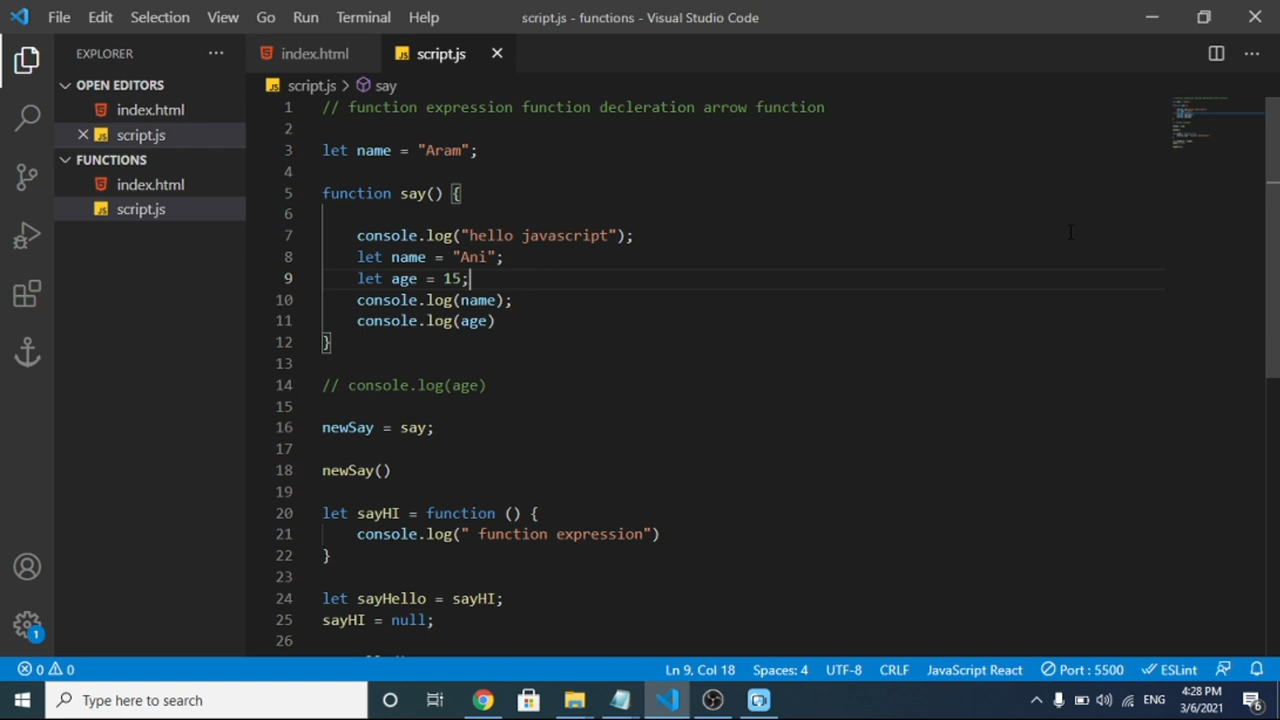 File Edit Selection View Go Run Terminal Help script.js - functions - Visual Studio Code
EXPLORER
OPEN EDITORS
index.html
script.js
FUNCTIONS
index.html
script.js
index.html script.js
script.js > say
1 // function expression function decleration arrow function
2
3 let name = "Aram";
4
5 function say() {
6
7 console.log("hello javascript");
8 let name = "Ani";
9 let age = 15;
10 console.log(name);
11 console.log(age)
12 }
13
14 // console.log(age)
15
16 newSay = say;
17
18 newSay()
19
20 let sayHI = function () {
21 console.log(" function expression")
22 }
23
24 let sayHello = sayHI;
25 sayHI = null;
26
1
0 0 Ln 9, Col 18 Spaces: 4 UTF-8 CRLF JavaScript React Port : 5500 ESLint
Type here to search ENG 4:28 PM
3/6/2021 6